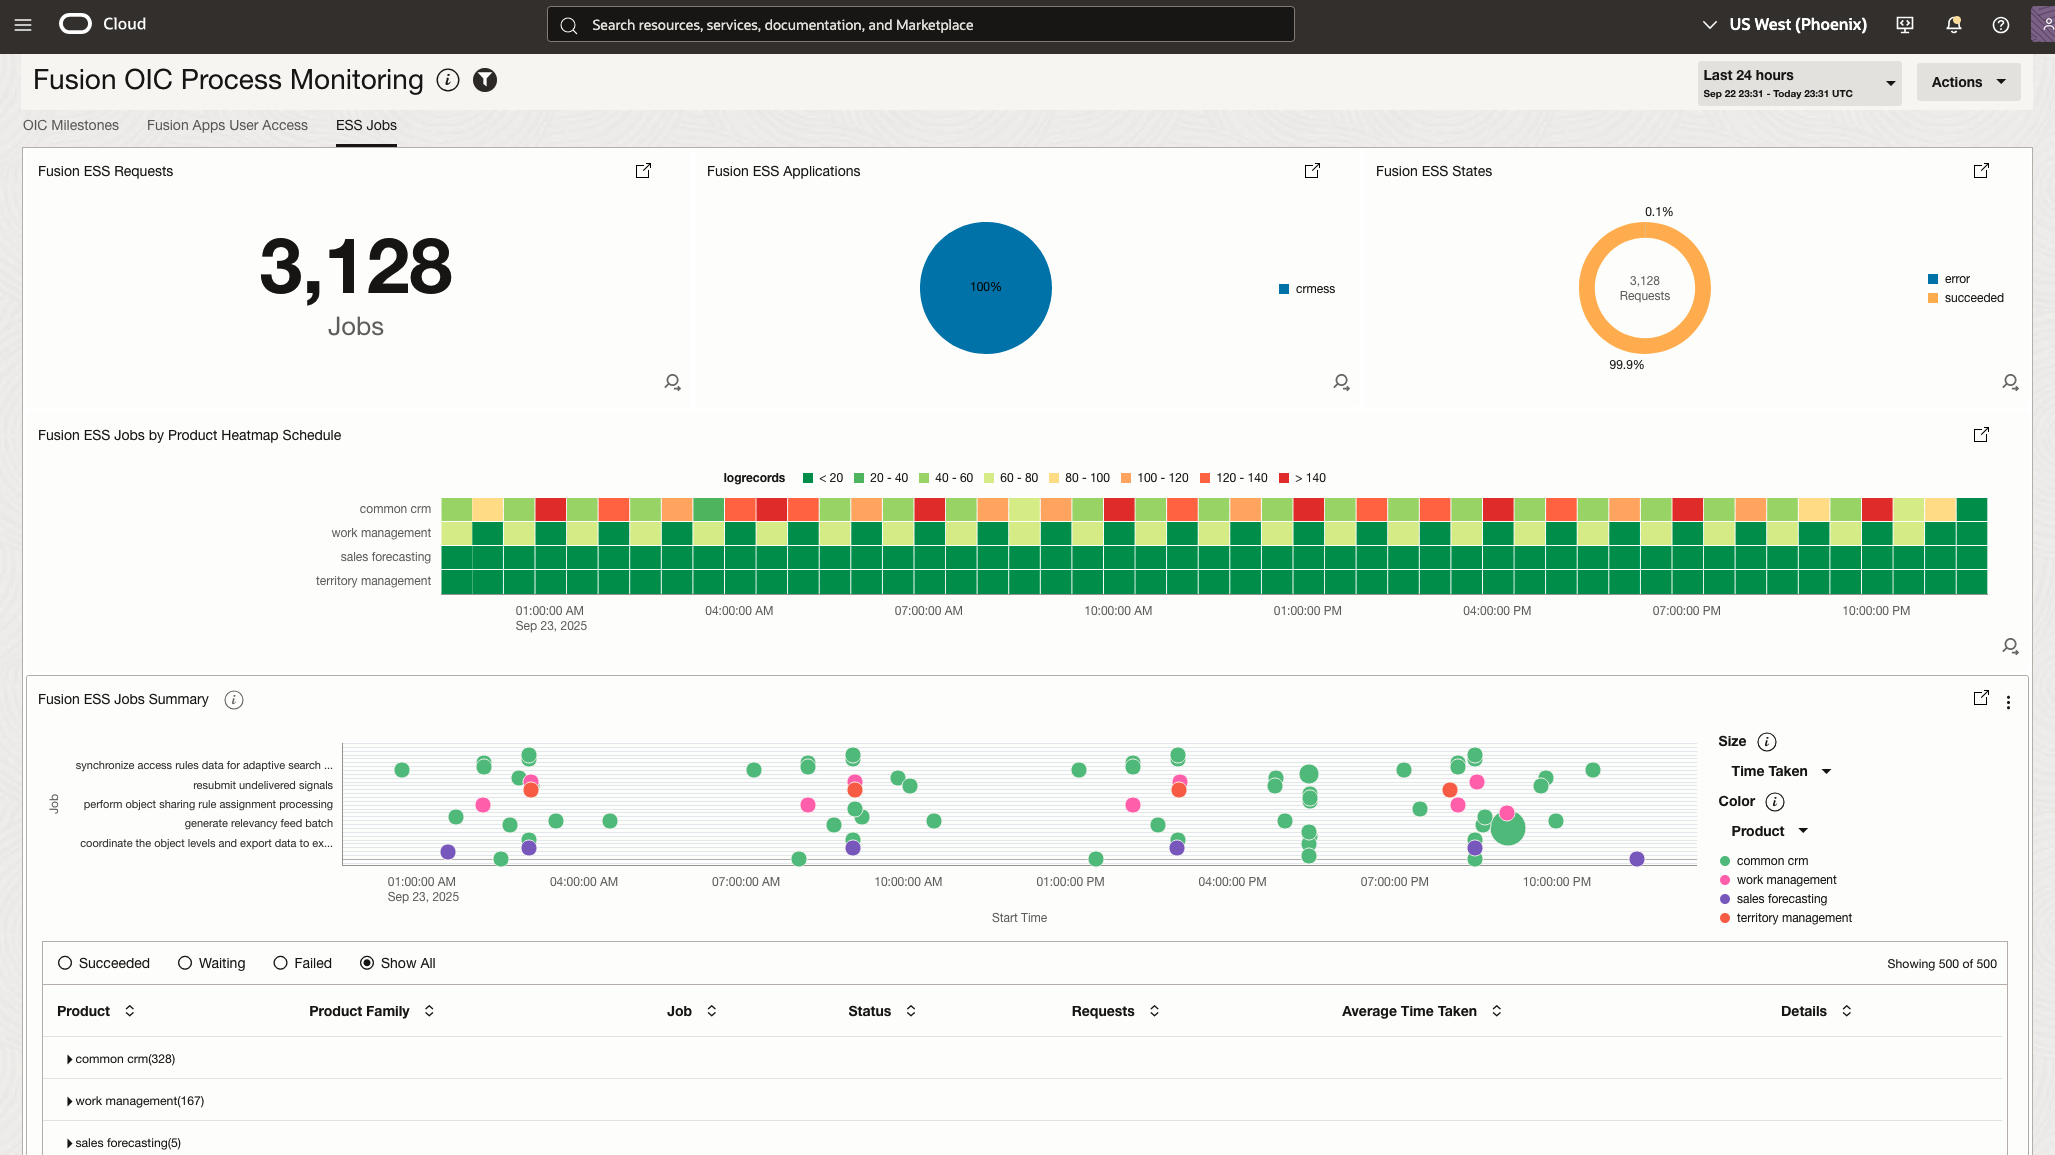 Cloud
Search resources, services, documentation, and Marketplace
US West (Phoenix)
Fusion OIC Process Monitoring
Last 24 hours
Sep 22 23:31 - Today 23:31 UTC
Actions
OIC Milestones
Fusion Apps User Access
ESS Jobs
Fusion ESS Requests
3,128
Jobs
Fusion ESS Applications
100%
crmess
Fusion ESS States
0.1%
3,128
Requests
99.9%
error
succeeded
Fusion ESS Jobs by Product Heatmap Schedule
logrecords < 20 20 - 40 40 - 60 60 - 80 80 - 100 100 - 120 120 - 140 > 140
common crm
work management
sales forecasting
territory management
01:00:00 AM 04:00:00 AM 07:00:00 AM 10:00:00 AM 01:00:00 PM 04:00:00 PM 07:00:00 PM 10:00:00 PM
Sep 23, 2025
Fusion ESS Jobs Summary
Job
synchronize access rules data for adaptive search ...
resubmit undelivered signals
perform object sharing rule assignment processing
generate relevancy feed batch
coordinate the object levels and export data to ex...
01:00:00 AM 04:00:00 AM 07:00:00 AM 10:00:00 AM 01:00:00 PM 04:00:00 PM 07:00:00 PM 10:00:00 PM
Sep 23, 2025
Start Time
Size
Time Taken
Color
Product
common crm
work management
sales forecasting
territory management
Succeeded Waiting Failed Show All
Showing 500 of 500
Product Product Family Job Status Requests Average Time Taken Details
common crm(328)
work management(167)
sales forecasting(5)